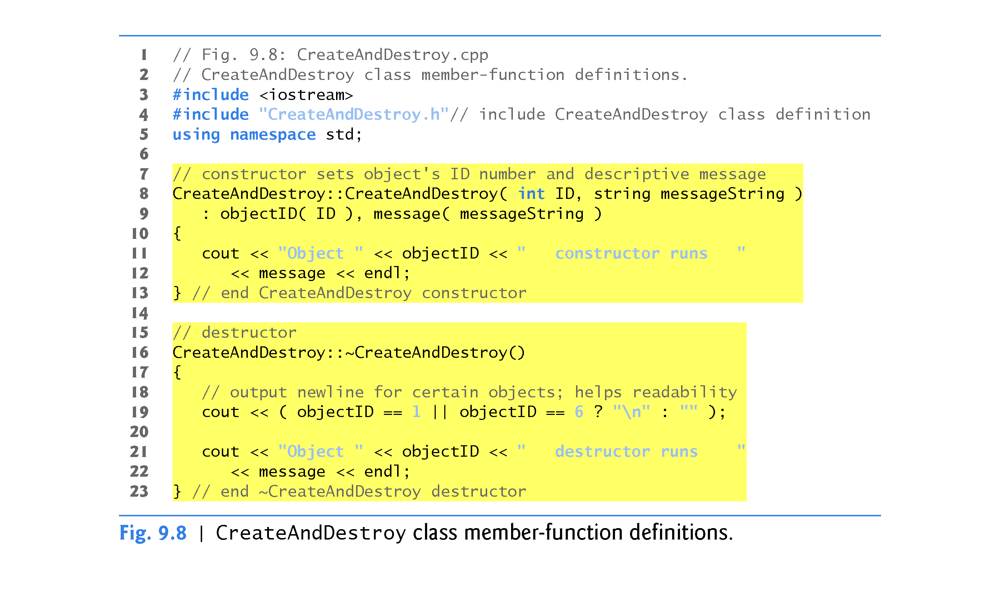 1 // Fig. 9.8: CreateAndDestroy.cpp
2 // CreateAndDestroy class member-function definitions.
3 #include <iostream>
4 #include "CreateAndDestroy.h"// include CreateAndDestroy class definition
5 using namespace std;
6
7 // constructor sets object's ID number and descriptive message
8 CreateAndDestroy::CreateAndDestroy( int ID, string messageString )
9    : objectID( ID ), message( messageString )
10 {
11    cout << "Object " << objectID << "   constructor runs   "
12       << message << endl;
13 } // end CreateAndDestroy constructor
14
15 // destructor
16 CreateAndDestroy::~CreateAndDestroy()
17 {
18    // output newline for certain objects; helps readability
19    cout << ( objectID == 1 || objectID == 6 ? "\n" : "" );
20
21    cout << "Object " << objectID << "   destructor runs    "
22       << message << endl;
23 } // end ~CreateAndDestroy destructor
Fig. 9.8 | CreateAndDestroy class member-function definitions.